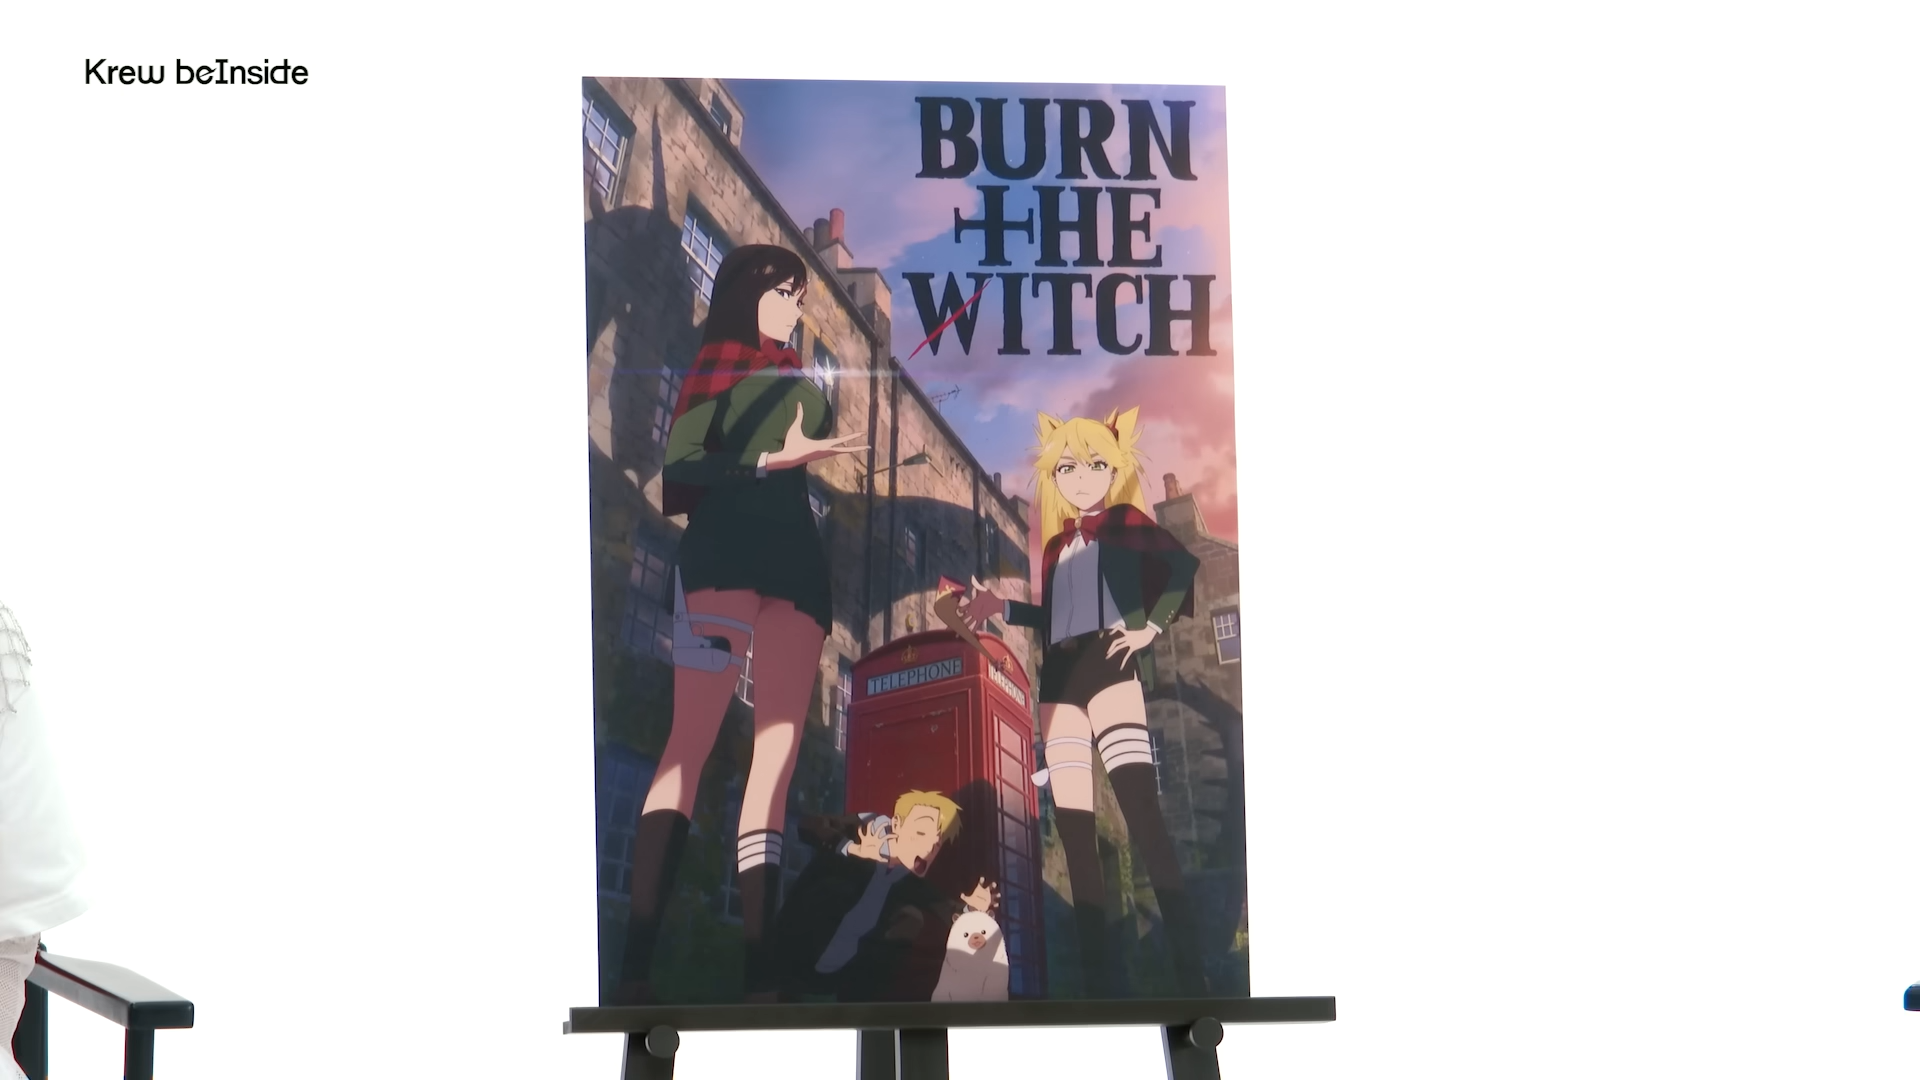 Krew beInside
BURN
THE
WITCH
TELEPHONE
TELEPHONE